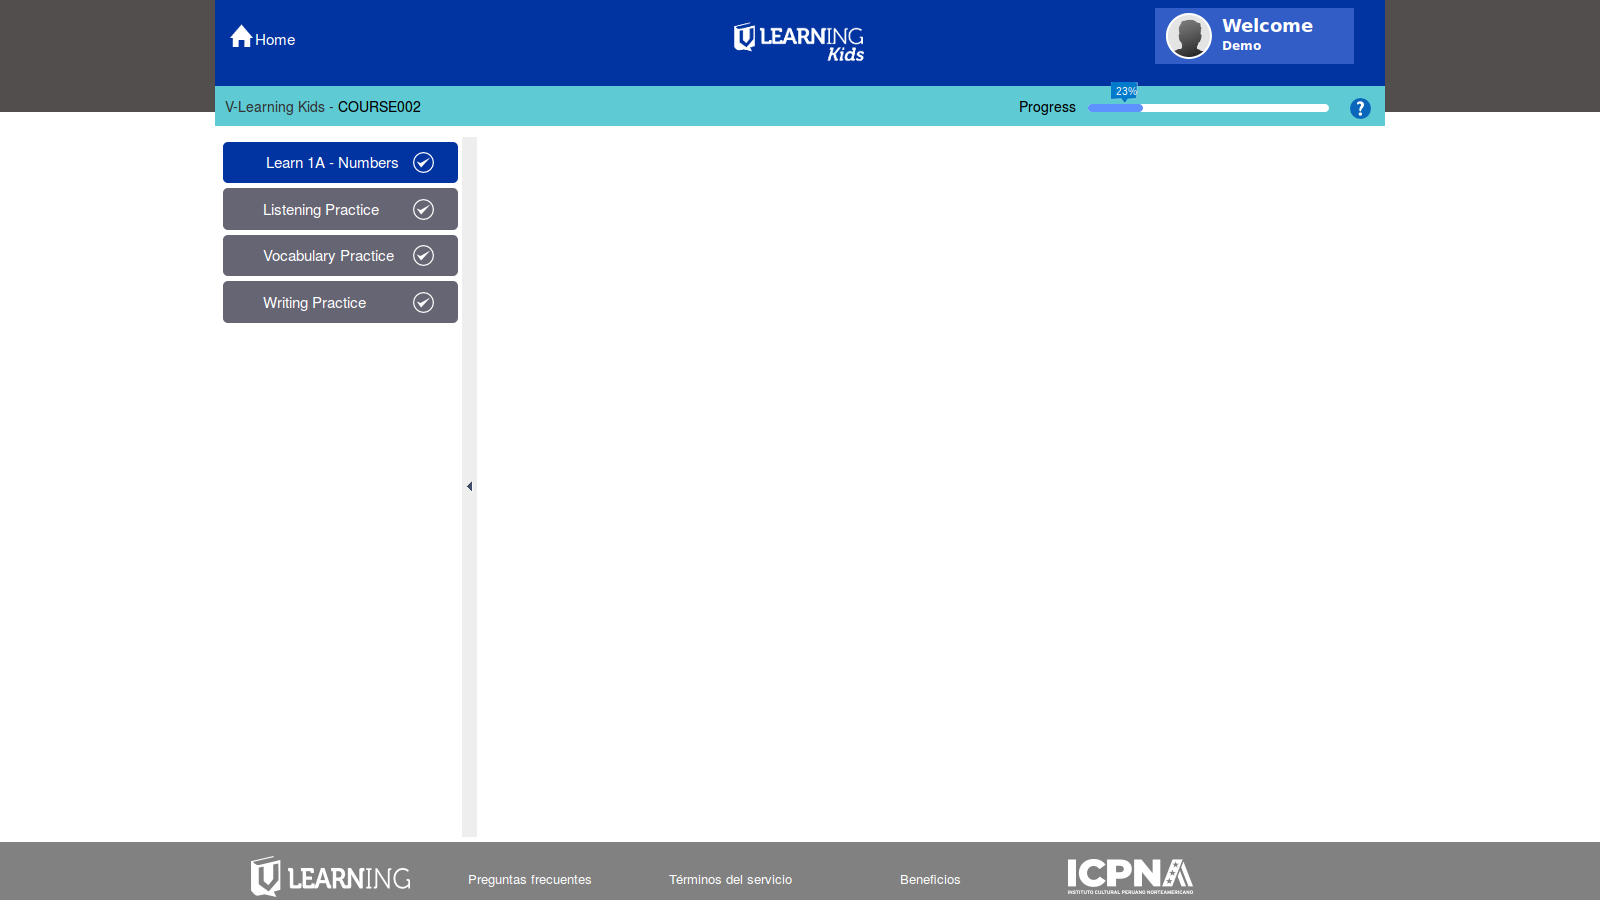 Home
LEARNING
Kids
Welcome
Demo
V-Learning Kids - COURSE002
Progress
23%
?
Learn 1A - Numbers
Listening Practice
Vocabulary Practice
Writing Practice
LEARNING
Preguntas frecuentes
Términos del servicio
Beneficios
ICPNA
INSTITUTO CULTURAL PERUANO NORTEAMERICANO